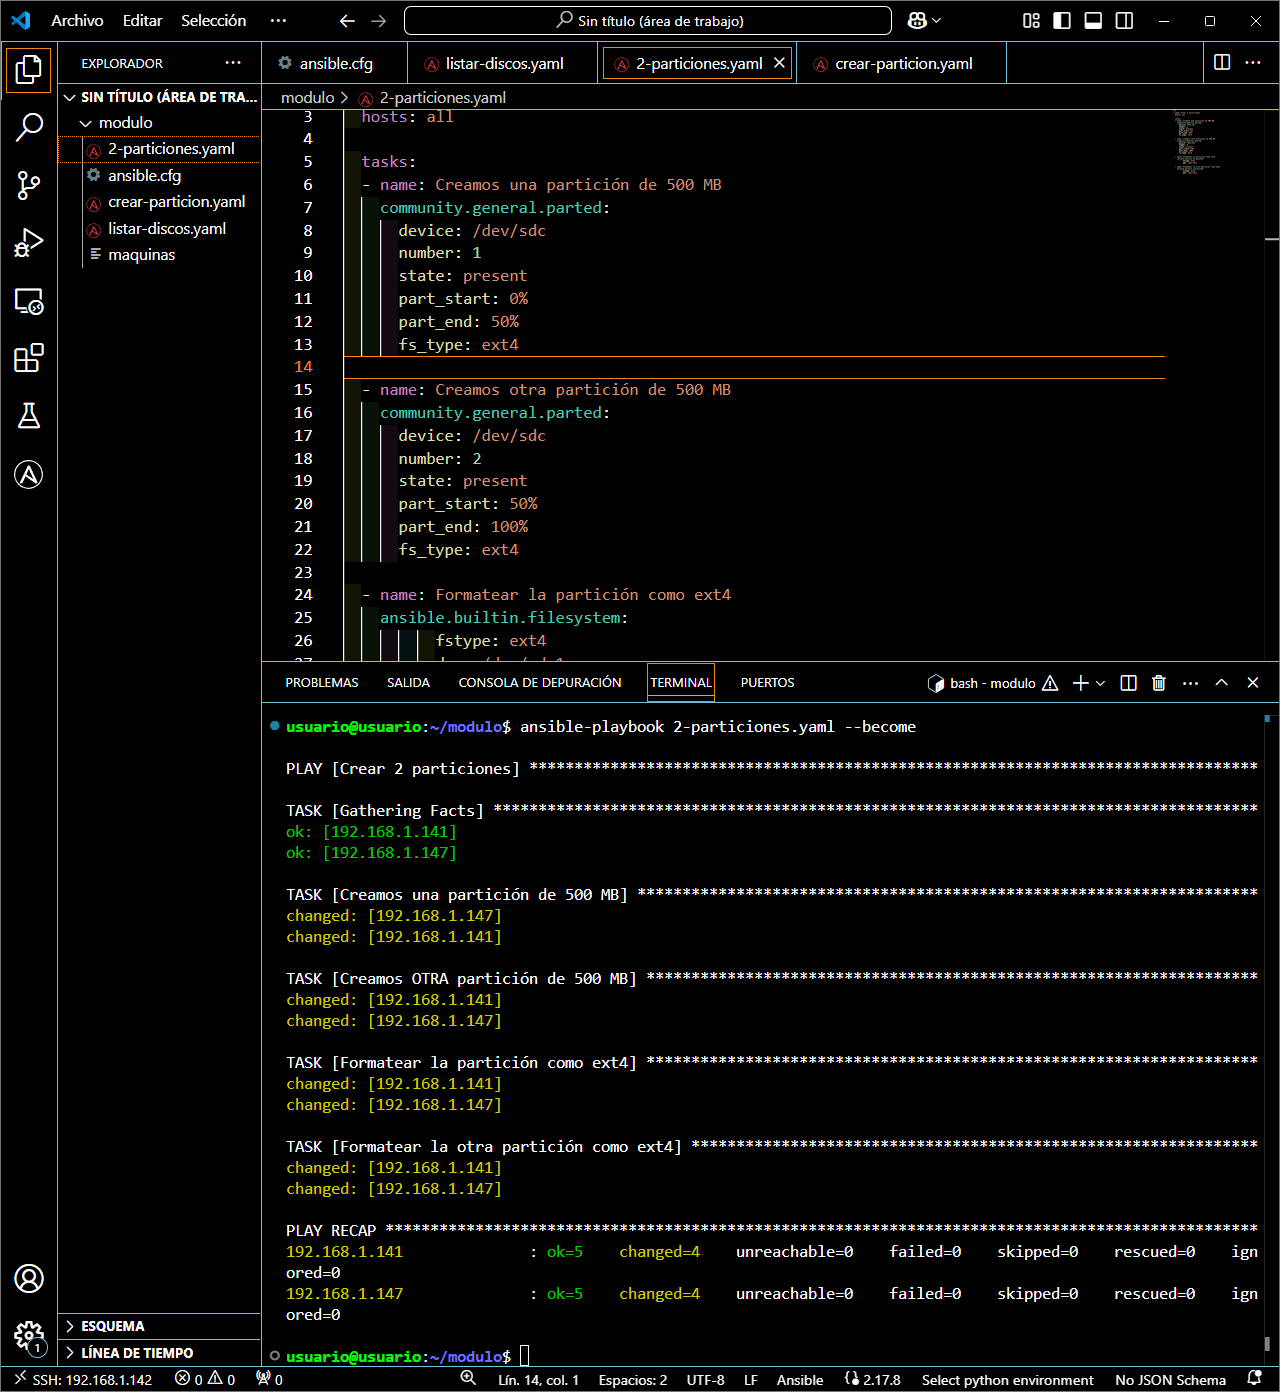 Archivo Editar Selección ··· Sin título (área de trabajo)
EXPLORADOR ···
ansible.cfg listar-discos.yaml 2-particiones.yaml crear-particion.yaml ···
SIN TÍTULO (ÁREA DE TRA...
modulo
2-particiones.yaml
ansible.cfg
crear-particion.yaml
listar-discos.yaml
maquinas
modulo > 2-particiones.yaml
3 hosts: all
4
5 tasks:
6 - name: Creamos una partición de 500 MB
7 community.general.parted:
8 device: /dev/sdc
9 number: 1
10 state: present
11 part_start: 0%
12 part_end: 50%
13 fs_type: ext4
14
15 - name: Creamos otra partición de 500 MB
16 community.general.parted:
17 device: /dev/sdc
18 number: 2
19 state: present
20 part_start: 50%
21 part_end: 100%
22 fs_type: ext4
23
24 - name: Formatear la partición como ext4
25 ansible.builtin.filesystem:
26 fstype: ext4
PROBLEMAS SALIDA CONSOLA DE DEPURACIÓN TERMINAL PUERTOS bash - modulo ···
usuario@usuario:~/modulo$ ansible-playbook 2-particiones.yaml --become
PLAY [Crear 2 particiones] *********************************************************************************
TASK [Gathering Facts] *************************************************************************************
ok: [192.168.1.141]
ok: [192.168.1.147]
TASK [Creamos una partición de 500 MB] *********************************************************************
changed: [192.168.1.147]
changed: [192.168.1.141]
TASK [Creamos OTRA partición de 500 MB] ********************************************************************
changed: [192.168.1.141]
changed: [192.168.1.147]
TASK [Formatear la partición como ext4] ********************************************************************
changed: [192.168.1.141]
changed: [192.168.1.147]
TASK [Formatear la otra partición como ext4] ***************************************************************
changed: [192.168.1.141]
changed: [192.168.1.147]
PLAY RECAP *************************************************************************************************
192.168.1.141 : ok=5 changed=4 unreachable=0 failed=0 skipped=0 rescued=0 ign
ored=0
192.168.1.147 : ok=5 changed=4 unreachable=0 failed=0 skipped=0 rescued=0 ign
ored=0
usuario@usuario:~/modulo$
ESQUEMA
LÍNEA DE TIEMPO
1
SSH: 192.168.1.142 0 0 0 Lín. 14, col. 1 Espacios: 2 UTF-8 LF Ansible 2.17.8 Select python environment No JSON Schema